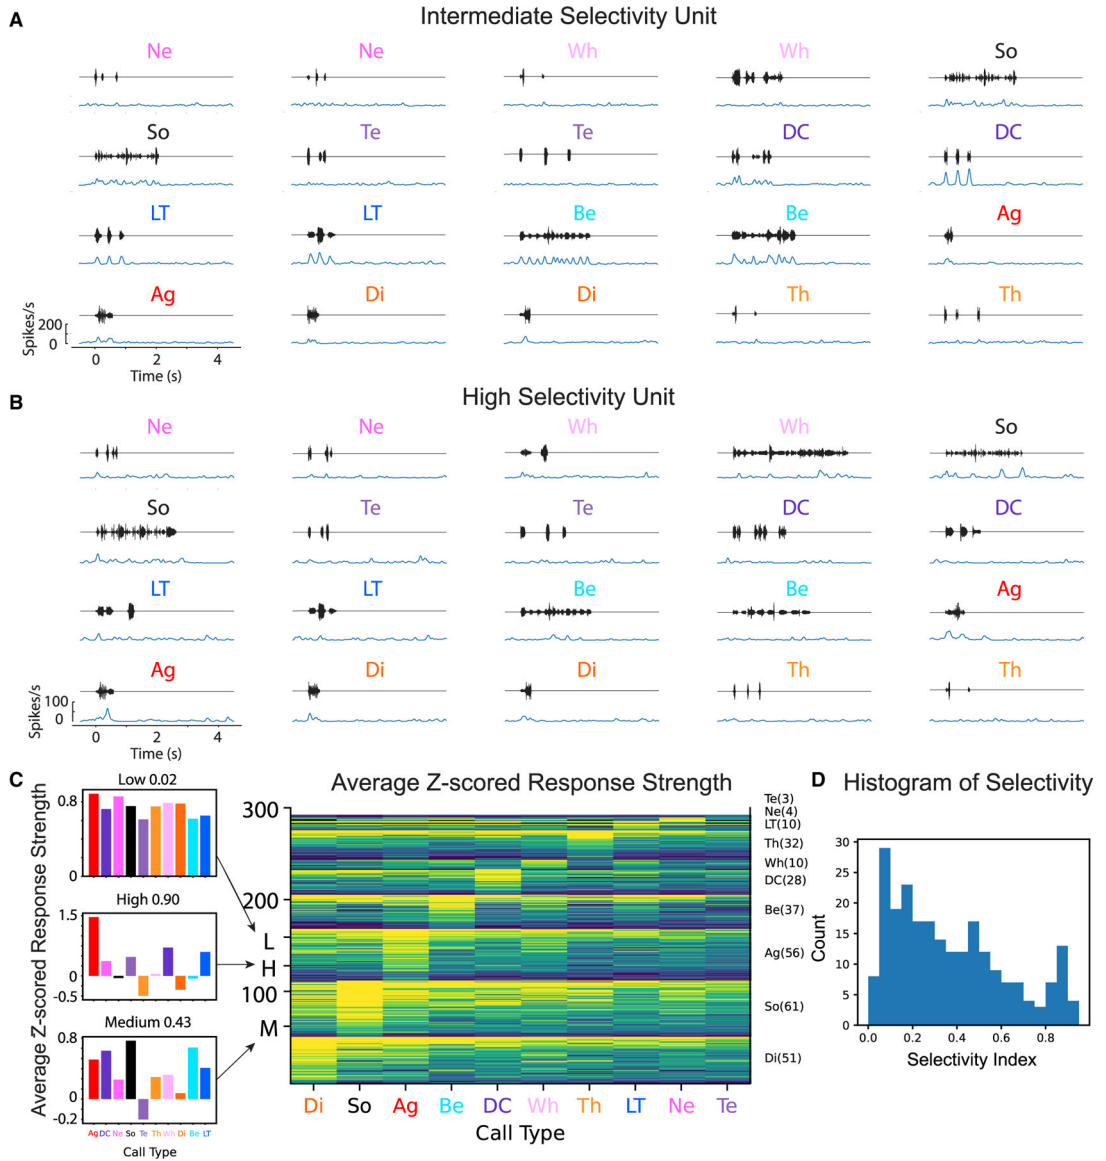 A
Intermediate Selectivity Unit
Ne
Ne
Wh
Wh
So
So
Te
Te
DC
DC
LT
LT
Be
Be
Ag
Ag
Di
Di
Th
Th
Spikes/s
200
0
0 2 4
Time (s)
B
High Selectivity Unit
Ne
Ne
Wh
Wh
So
So
Te
Te
DC
DC
LT
LT
Be
Be
Ag
Ag
Di
Di
Th
Th
Spikes/s
100
0
0 2 4
Time (s)
C
Average Z-scored Response Strength
Low 0.02
0.8
0
High 0.90
1.5
0
-0.5
Medium 0.43
0.8
0
-0.2
Ag DC Ne So Te Th Wh Di Be LT
Call Type
Average Z-scored Response Strength
300
200
L
H
100
M
Te(3)
Ne(4)
LT(10)
Th(32)
Wh(10)
DC(28)
Be(37)
Ag(56)
So(61)
Di(51)
Di So Ag Be DC Wh Th LT Ne Te
Call Type
D
Histogram of Selectivity
Count
30
25
20
15
10
5
0
0.0 0.2 0.4 0.6 0.8
Selectivity Index